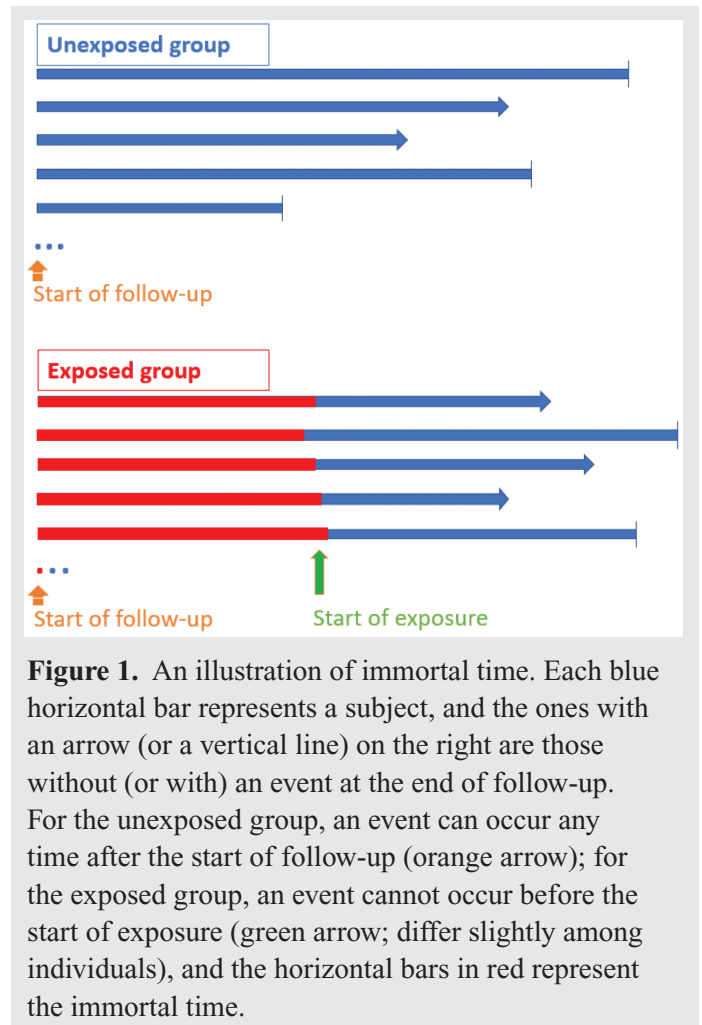 Unexposed group
Start of follow-up
Exposed group
Start of follow-up
Start of exposure
Figure 1. An illustration of immortal time. Each blue
horizontal bar represents a subject, and the ones with
an arrow (or a vertical line) on the right are those
without (or with) an event at the end of follow-up.
For the unexposed group, an event can occur any
time after the start of follow-up (orange arrow); for
the exposed group, an event cannot occur before the
start of exposure (green arrow; differ slightly among
individuals), and the horizontal bars in red represent
the immortal time.